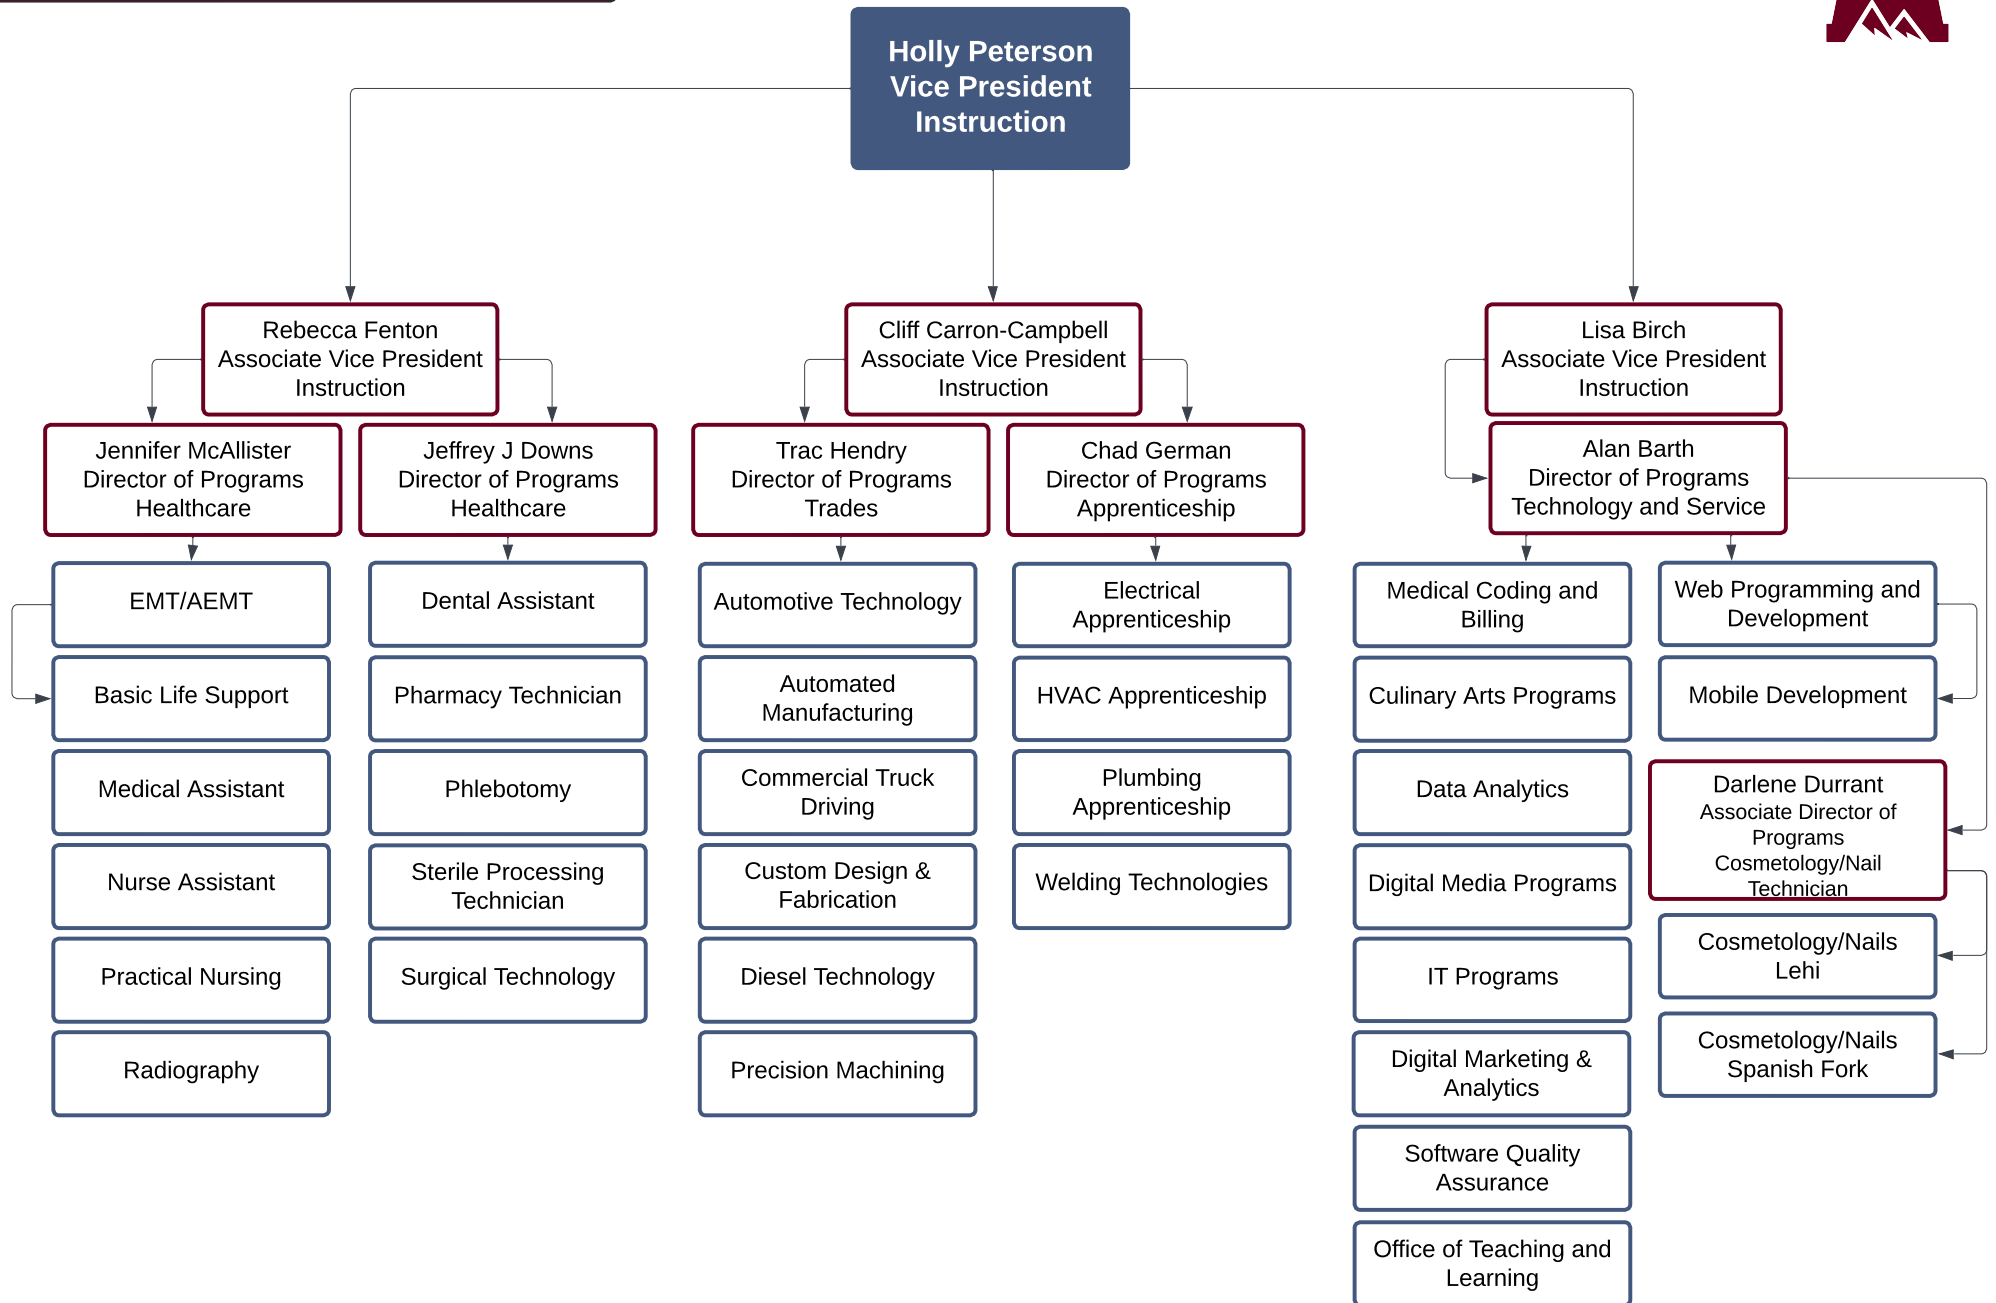 Holly Peterson
Vice President
Instruction
Rebecca Fenton
Associate Vice President
Instruction
Cliff Carron-Campbell
Associate Vice President
Instruction
Lisa Birch
Associate Vice President
Instruction
Jennifer McAllister
Director of Programs
Healthcare
Jeffrey J Downs
Director of Programs
Healthcare
Trac Hendry
Director of Programs
Trades
Chad German
Director of Programs
Apprenticeship
Alan Barth
Director of Programs
Technology and Service
EMT/AEMT
Basic Life Support
Medical Assistant
Nurse Assistant
Practical Nursing
Radiography
Dental Assistant
Pharmacy Technician
Phlebotomy
Sterile Processing
Technician
Surgical Technology
Automotive Technology
Automated
Manufacturing
Commercial Truck
Driving
Custom Design &
Fabrication
Diesel Technology
Precision Machining
Electrical
Apprenticeship
HVAC Apprenticeship
Plumbing
Apprenticeship
Welding Technologies
Medical Coding and
Billing
Culinary Arts Programs
Data Analytics
Digital Media Programs
IT Programs
Digital Marketing &
Analytics
Software Quality
Assurance
Office of Teaching and
Learning
Web Programming and
Development
Mobile Development
Darlene Durrant
Associate Director of
Programs
Cosmetology/Nail
Technician
Cosmetology/Nails
Lehi
Cosmetology/Nails
Spanish Fork